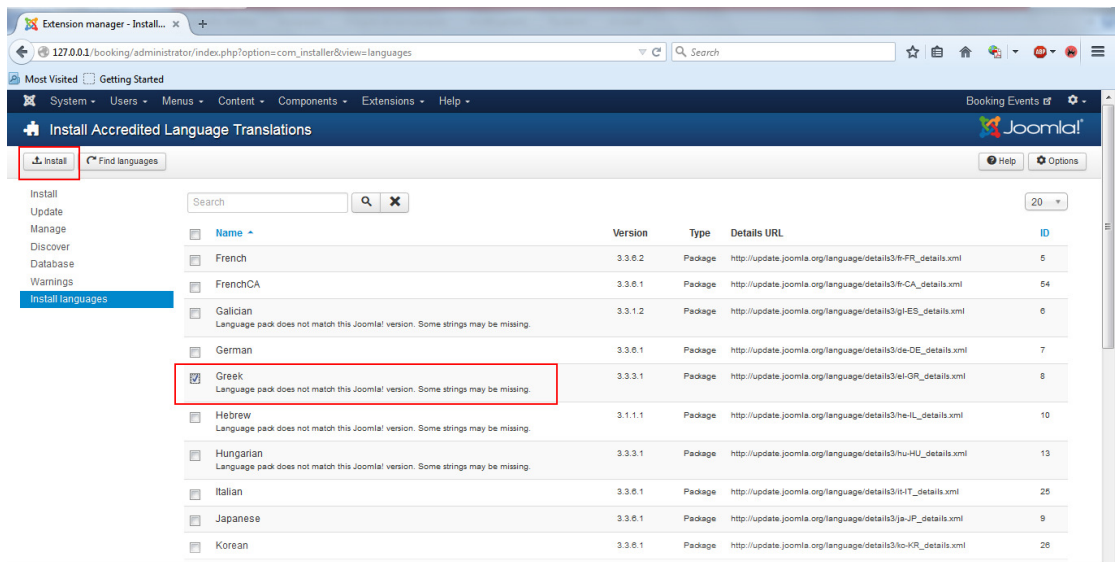 Extension manager - Install... × +
127.0.0.1/booking/administrator/index.php?option=com_installer&view=languages
Search
Most Visited Getting Started
System Users Menus Content Components Extensions Help Booking Events
Install Accredited Language Translations Joomla!
Install Find languages Help Options
Install
Update
Manage
Discover
Database
Warnings
Install languages
Search 20
Name Version Type Details URL ID
French 3.3.6.2 Package http://update.joomla.org/language/details3/fr-FR_details.xml 5
FrenchCA 3.3.6.1 Package http://update.joomla.org/language/details3/fr-CA_details.xml 54
Galician 3.3.1.2 Package http://update.joomla.org/language/details3/gl-ES_details.xml 6
Language pack does not match this Joomla! version. Some strings may be missing.
German 3.3.6.1 Package http://update.joomla.org/language/details3/de-DE_details.xml 7
Greek 3.3.3.1 Package http://update.joomla.org/language/details3/el-GR_details.xml 8
Language pack does not match this Joomla! version. Some strings may be missing.
Hebrew 3.1.1.1 Package http://update.joomla.org/language/details3/he-IL_details.xml 10
Language pack does not match this Joomla! version. Some strings may be missing.
Hungarian 3.3.3.1 Package http://update.joomla.org/language/details3/hu-HU_details.xml 13
Language pack does not match this Joomla! version. Some strings may be missing.
Italian 3.3.6.1 Package http://update.joomla.org/language/details3/it-IT_details.xml 25
Japanese 3.3.6.1 Package http://update.joomla.org/language/details3/ja-JP_details.xml 9
Korean 3.3.6.1 Package http://update.joomla.org/language/details3/ko-KR_details.xml 26